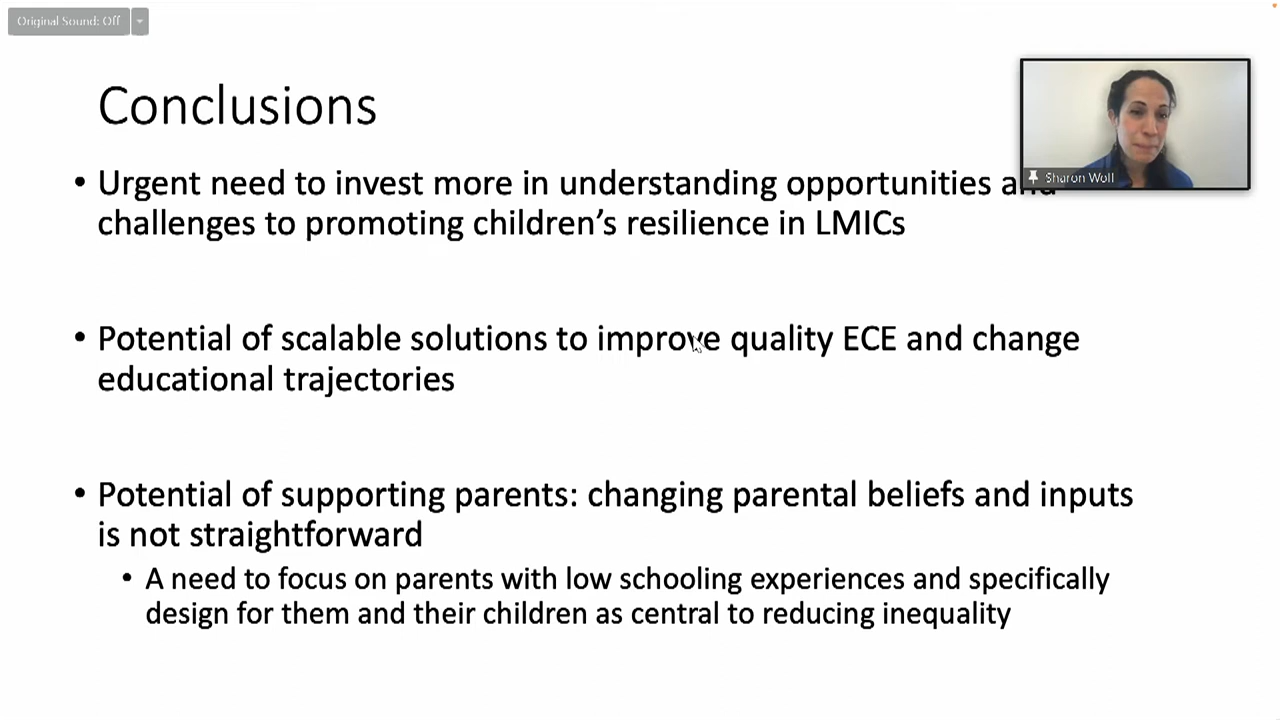 Original Sound: Off
Conclusions
• Urgent need to invest more in understanding opportunities and
challenges to promoting children’s resilience in LMICs
• Potential of scalable solutions to improve quality ECE and change
educational trajectories
• Potential of supporting parents: changing parental beliefs and inputs
is not straightforward
• A need to focus on parents with low schooling experiences and specifically
design for them and their children as central to reducing inequality
Sharon Wolf